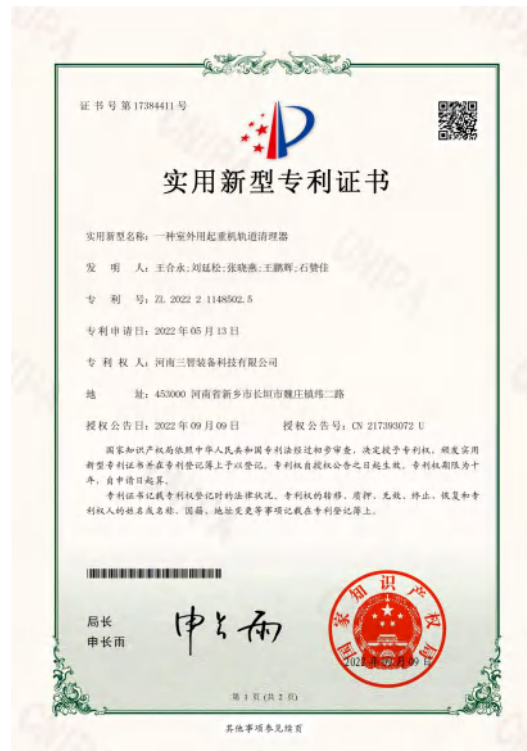 证书号第17384411号
实用新型专利证书
实用新型名称：一种室外用起重机轨道清理器
发 明 人：王合永;刘廷松;张晓燕;王鹏辉;石赞佳
专 利 号：ZL 2022 2 1148502.5
专利申请日：2022年05月13日
专 利 权 人：河南三智装备科技有限公司
地 址：453000 河南省新乡市长垣市魏庄镇纬二路
授权公告日：2022年09月09日 授权公告号：CN 217393072 U
国家知识产权局依照中华人民共和国专利法经过初步审查，决定授予专利权，颁发实用
新型专利证书并在专利登记簿上予以登记。专利权自授权公告之日起生效。专利权期限为十
年，自申请日起算。
专利证书记载专利权登记时的法律状况。专利权的转移、质押、无效、终止、恢复和专
利权人的姓名或名称、国籍、地址变更等事项记载在专利登记簿上。
局长
申长雨
申长雨
国家知识产权局
2022年09月09日
第 1 页 (共 2 页)
其他事项参见续页